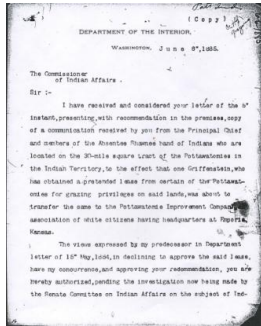 (Copy)
DEPARTMENT OF THE INTERIOR,
WASHINGTON, June 8", 1885.
The Commissioner
of Indian Affairs.
Sir :-
I have received and considered your letter of the
instant, presenting, with recommendation in the premises, copy
of a communication received by you from the Principal Chief
and members of the Absentee Shawnee band of Indians who are
located on the 30-mile square tract of the Pottawatomies in
the Indian Territory, to the effect that one Griffenstein, who
has obtained a pretended lease from certain of the Pottawat-
omies for grazing privileges on said lands, was about to
transfer the same to the Pottawatomie Improvement Company
association of white citizens having headquarters at Emporia,
Kansas.
The views expressed by my predecessor in Department
letter of 15" May, 1884, in declining to approve the said lease,
have my concurrence, and approving your recommendation, you are
hereby authorized, pending the investigation now being made by
the Senate Committee on Indian Affairs on the subject of Ind-